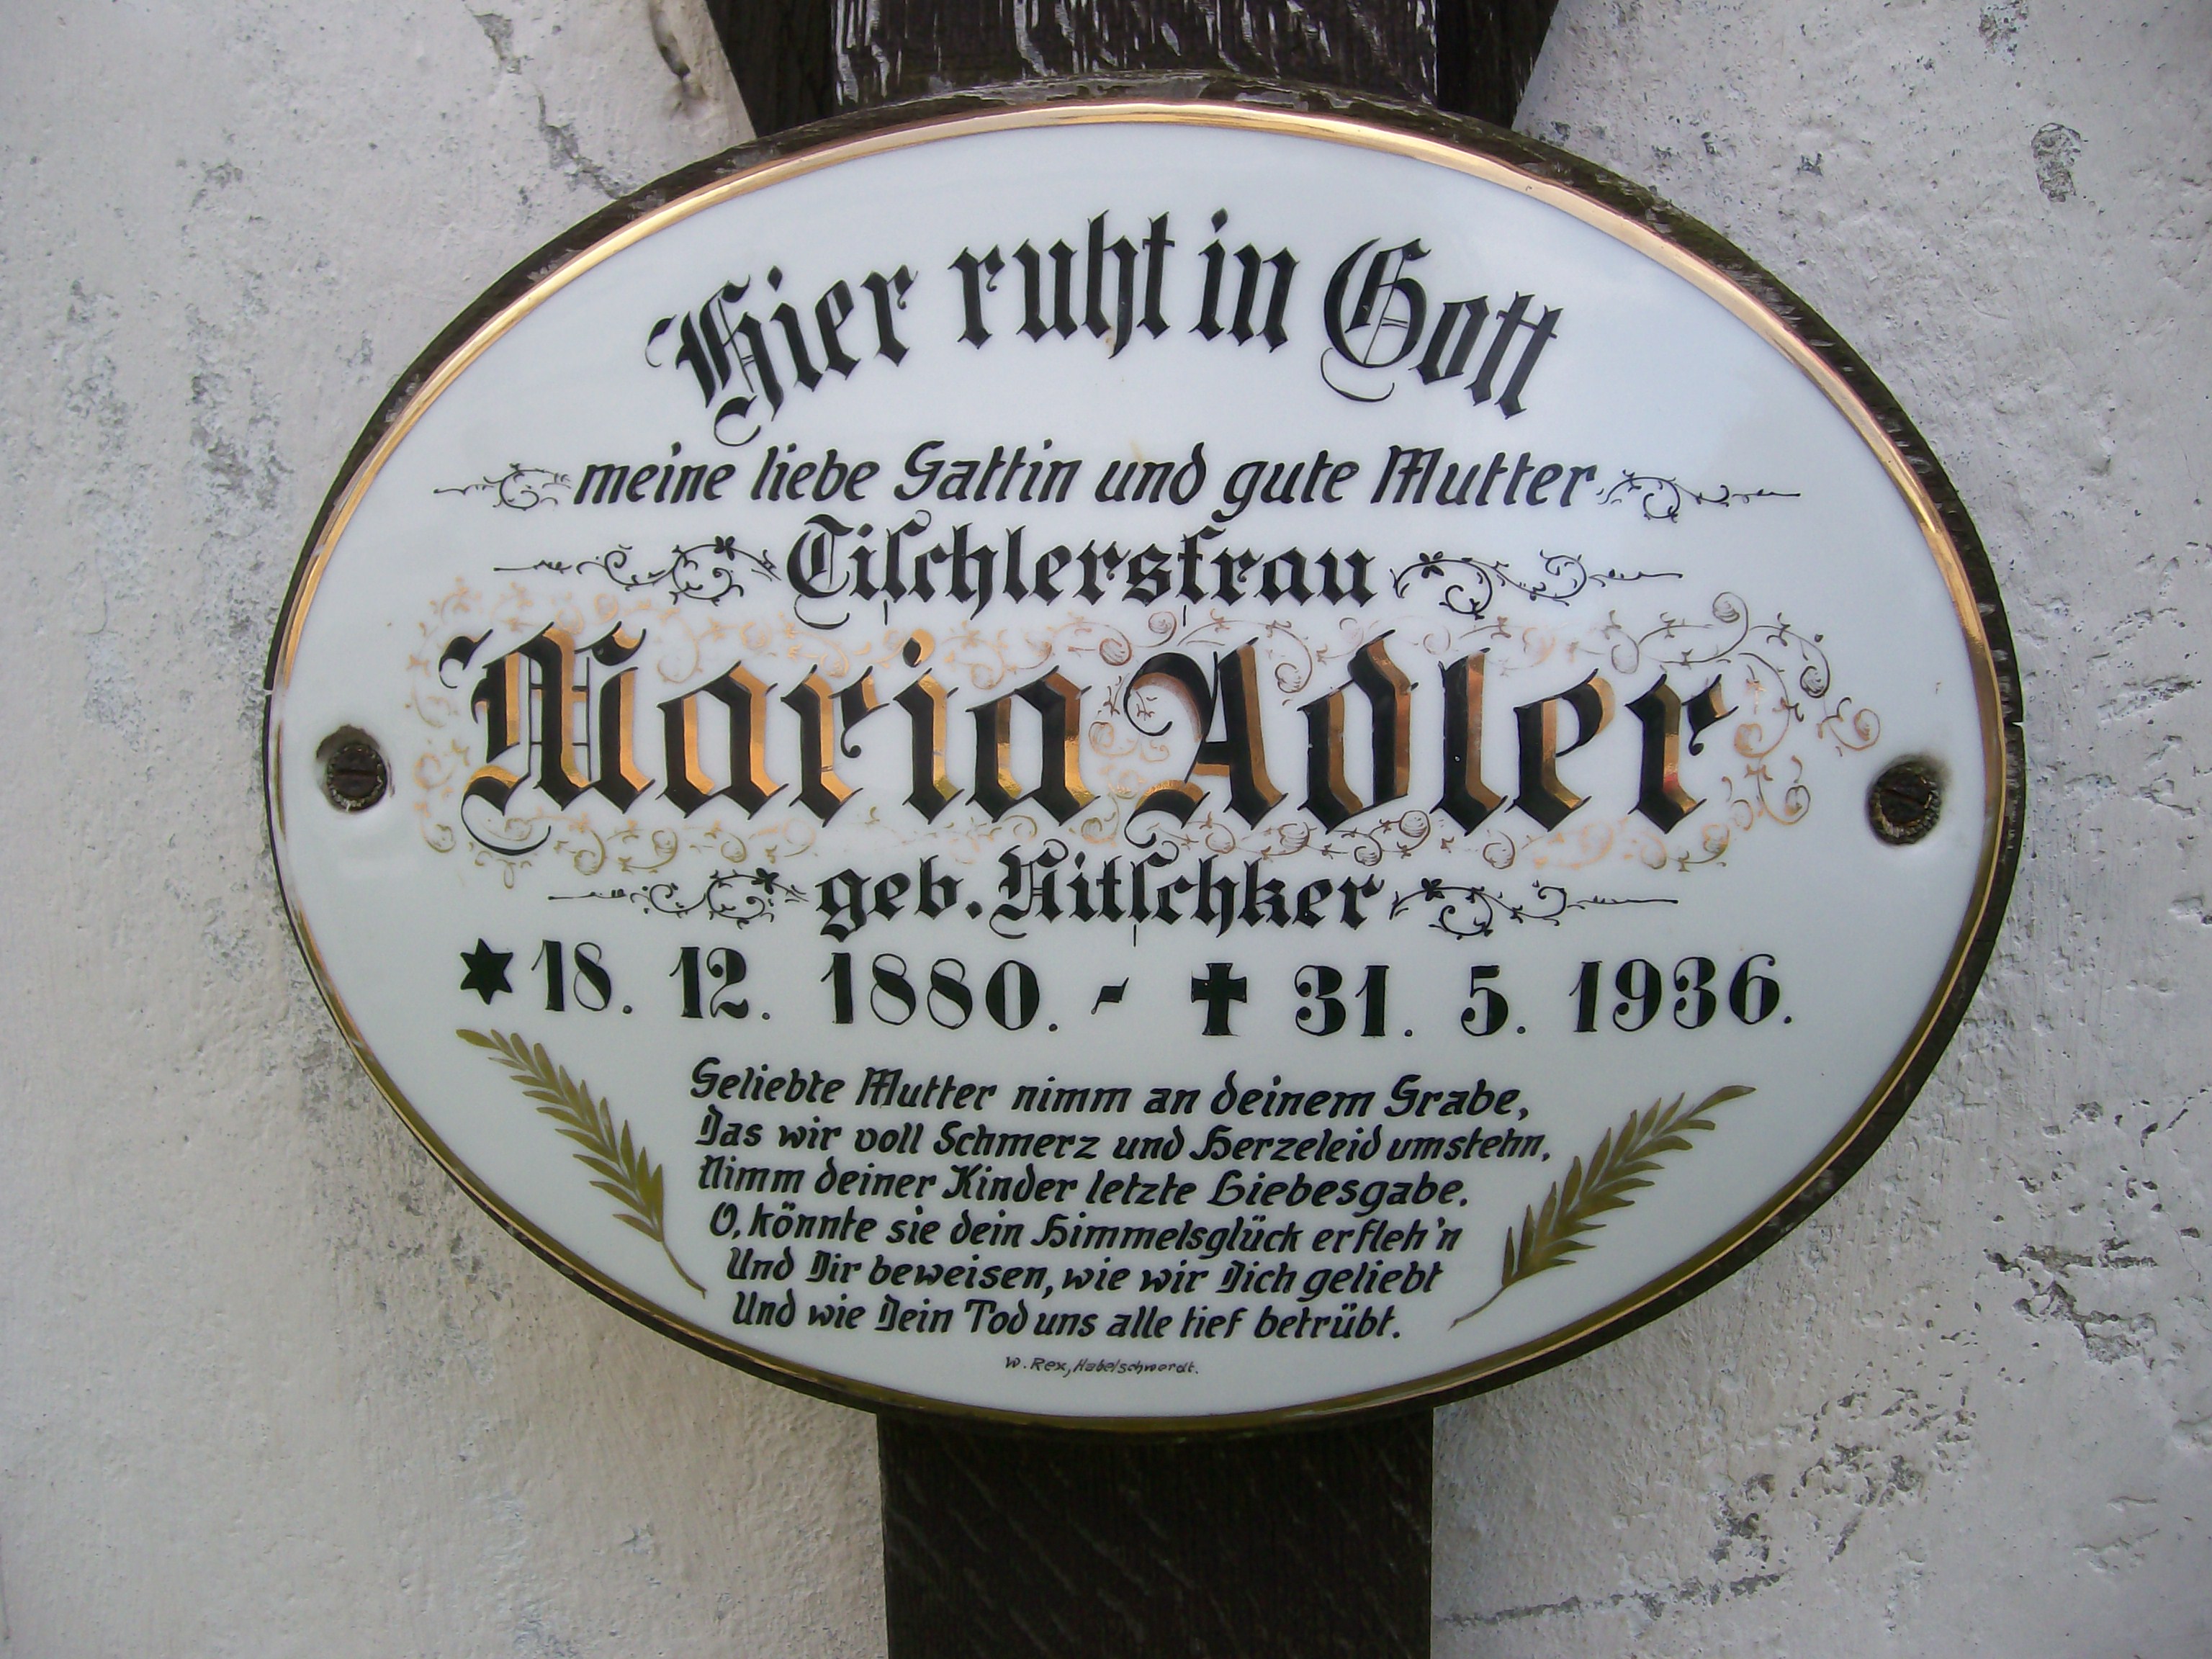 Hier ruht in Gott
meine liebe Gattin und gute Mutter
Tiſchlersfrau
Maria Adler
geb. Nitſchker
✶ 18. 12. 1880. - ✝ 31. 5. 1936.
Geliebte Mutter nimm an deinem Grabe,
Das wir voll Schmerz und Herzeleid umstehn,
Nimm deiner Kinder letzte Liebesgabe.
O, könnte sie dein Himmelsglück erfleh'n
Und Dir beweisen, wie wir Dich geliebt
Und wie Dein Tod uns alle tief betrübt.
W. Rex, Habelschwerdt.